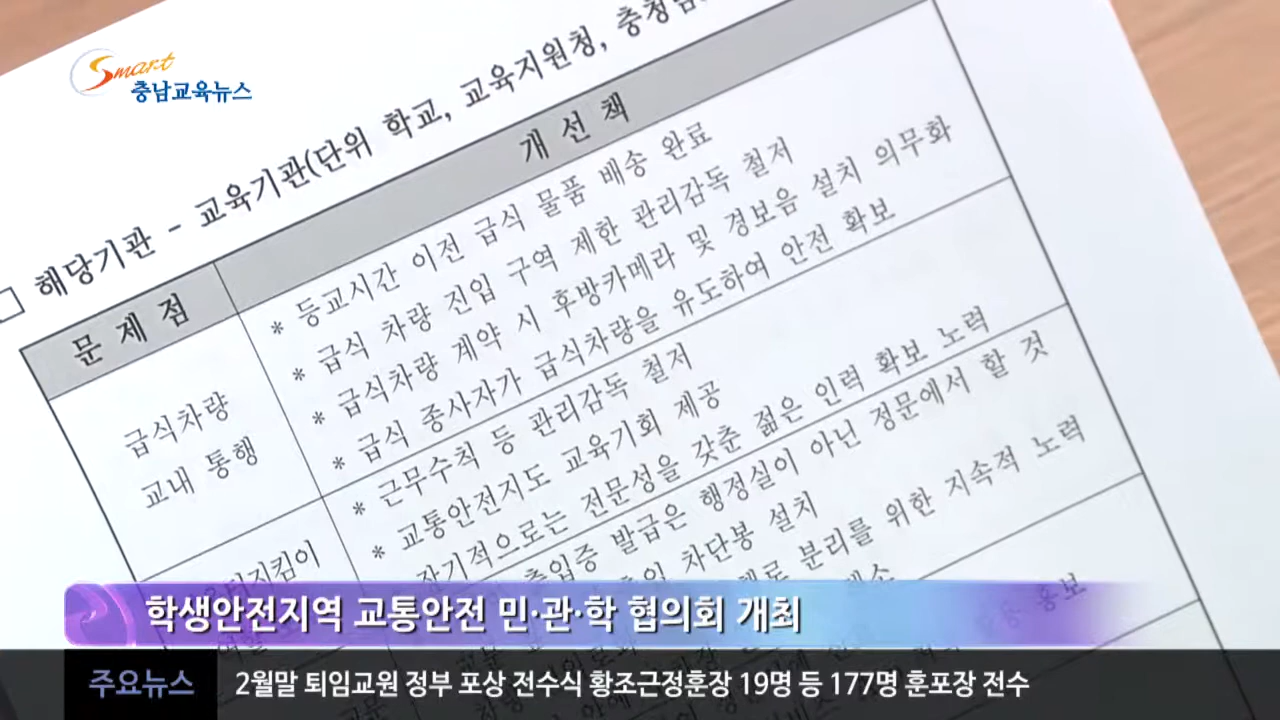 Smart
충남교육뉴스
해당기관 - 교육기관(단위 학교, 교육지원청,
문 제 점
개 선 책
급식차량
교내 통행
* 등교시간 이전 급식 물품 배송 완료
* 급식 차량 진입 구역 제한 관리감독 철저
* 급식차량 계약 시 후방카메라 및 경보음 설치 의무화
* 급식 종사자가 급식차량을 유도하여 안전 확보
* 근무수칙 등 관리감독 철저
* 교통안전지도 교육기회 제공
장기적으로는 전문성을 갖춘 젊은 인력 확보 노력
출입증 발급은 행정실이 아닌 정문에서 할 것
차단봉 설치
분리를 위한 지속적 노력
홍보
학생안전지역 교통안전 민·관·학 협의회 개최
주요뉴스
2월말 퇴임교원 정부 포상 전수식 황조근정훈장 19명 등 177명 훈포장 전수